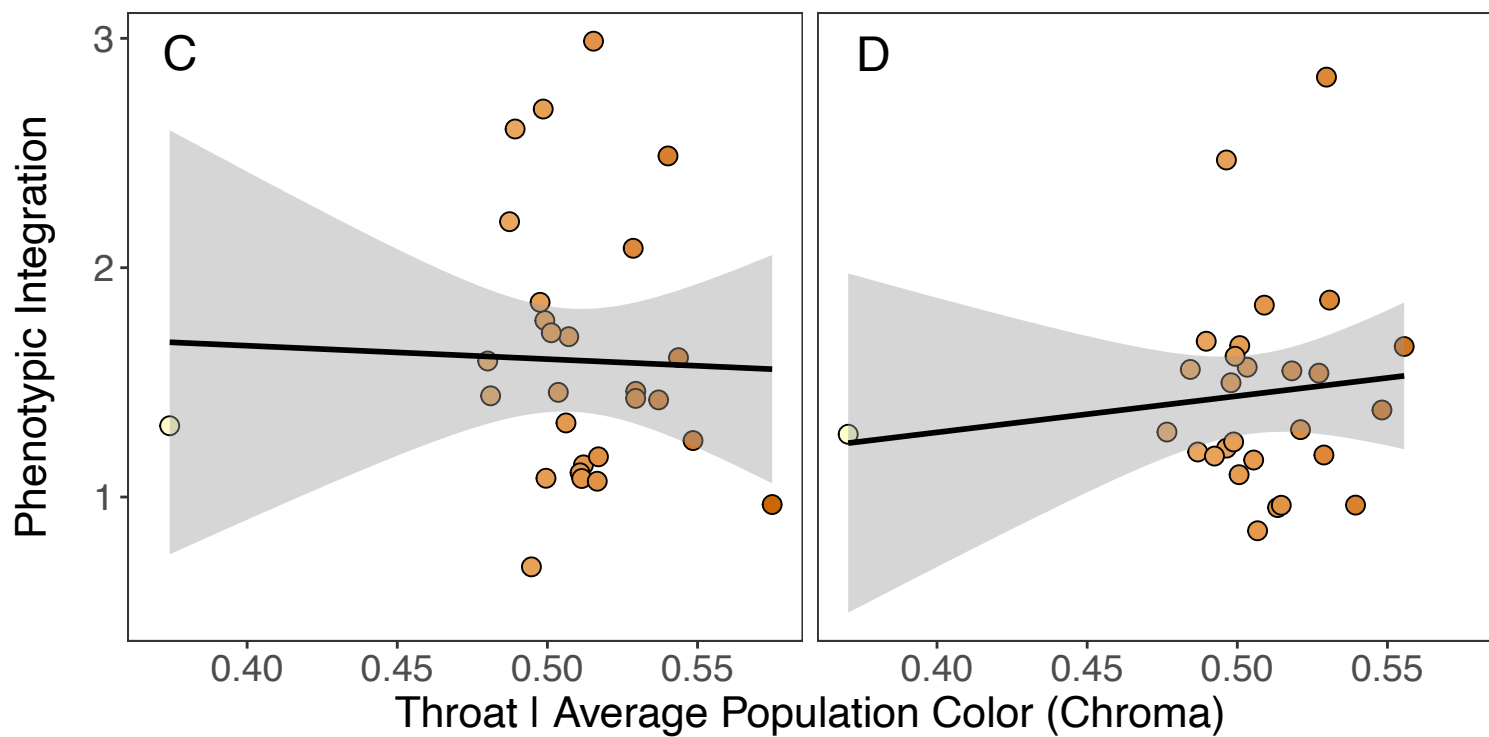 C
D
Phenotypic Integration
3
2
1
0.40 0.45 0.50 0.55
0.40 0.45 0.50 0.55
Throat | Average Population Color (Chroma)